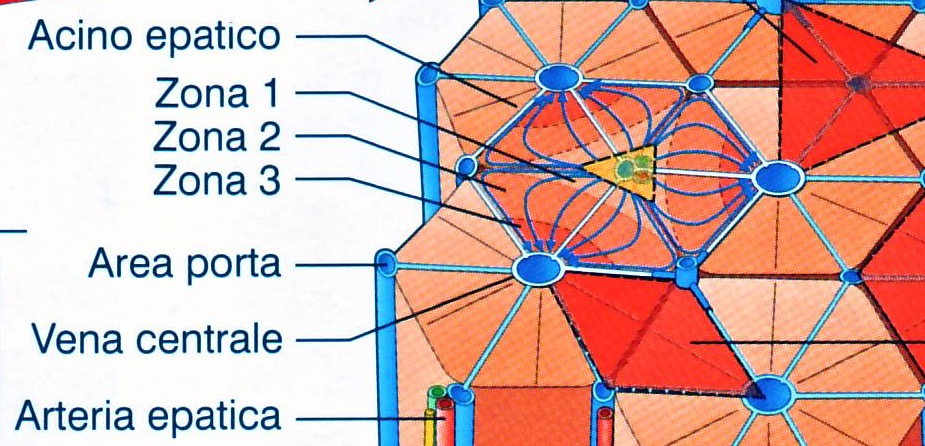 Acino epatico
Zona 1
Zona 2
Zona 3
Area porta
Vena centrale
Arteria epatica